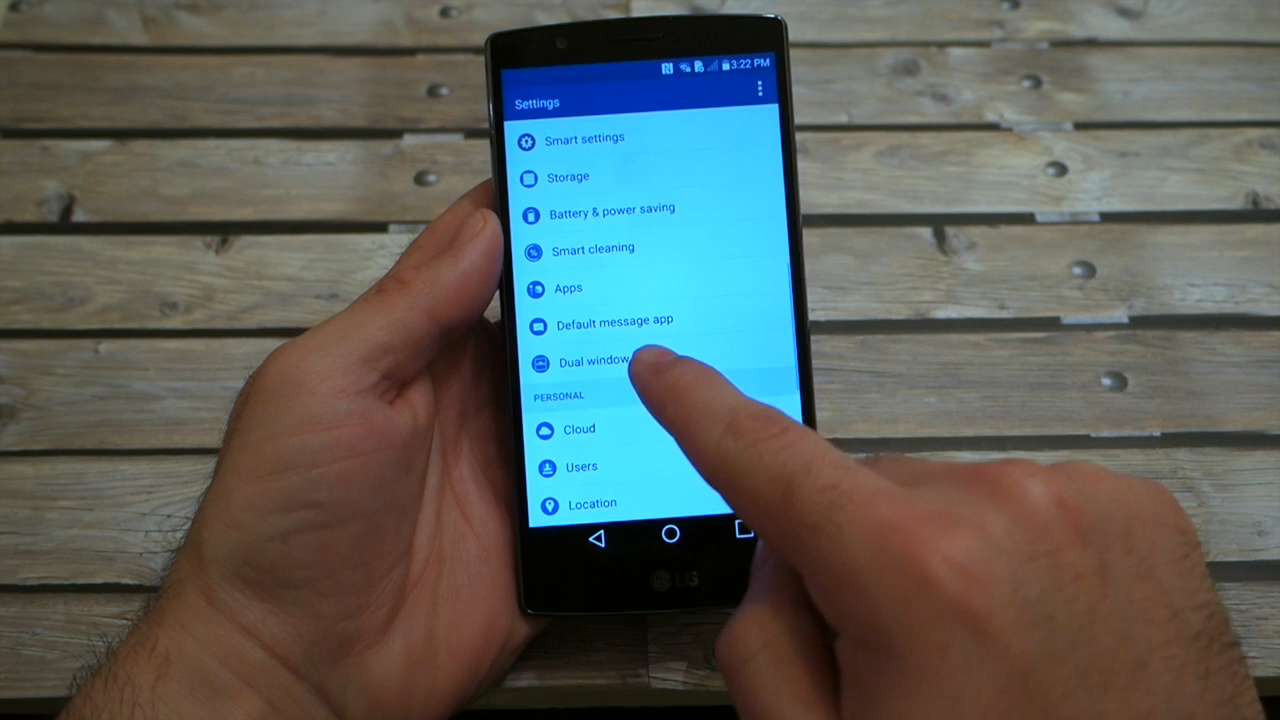 3:22 PM
Settings
Smart settings
Storage
Battery & power saving
Smart cleaning
Apps
Default message app
Dual window
PERSONAL
Cloud
Users
Location
LG